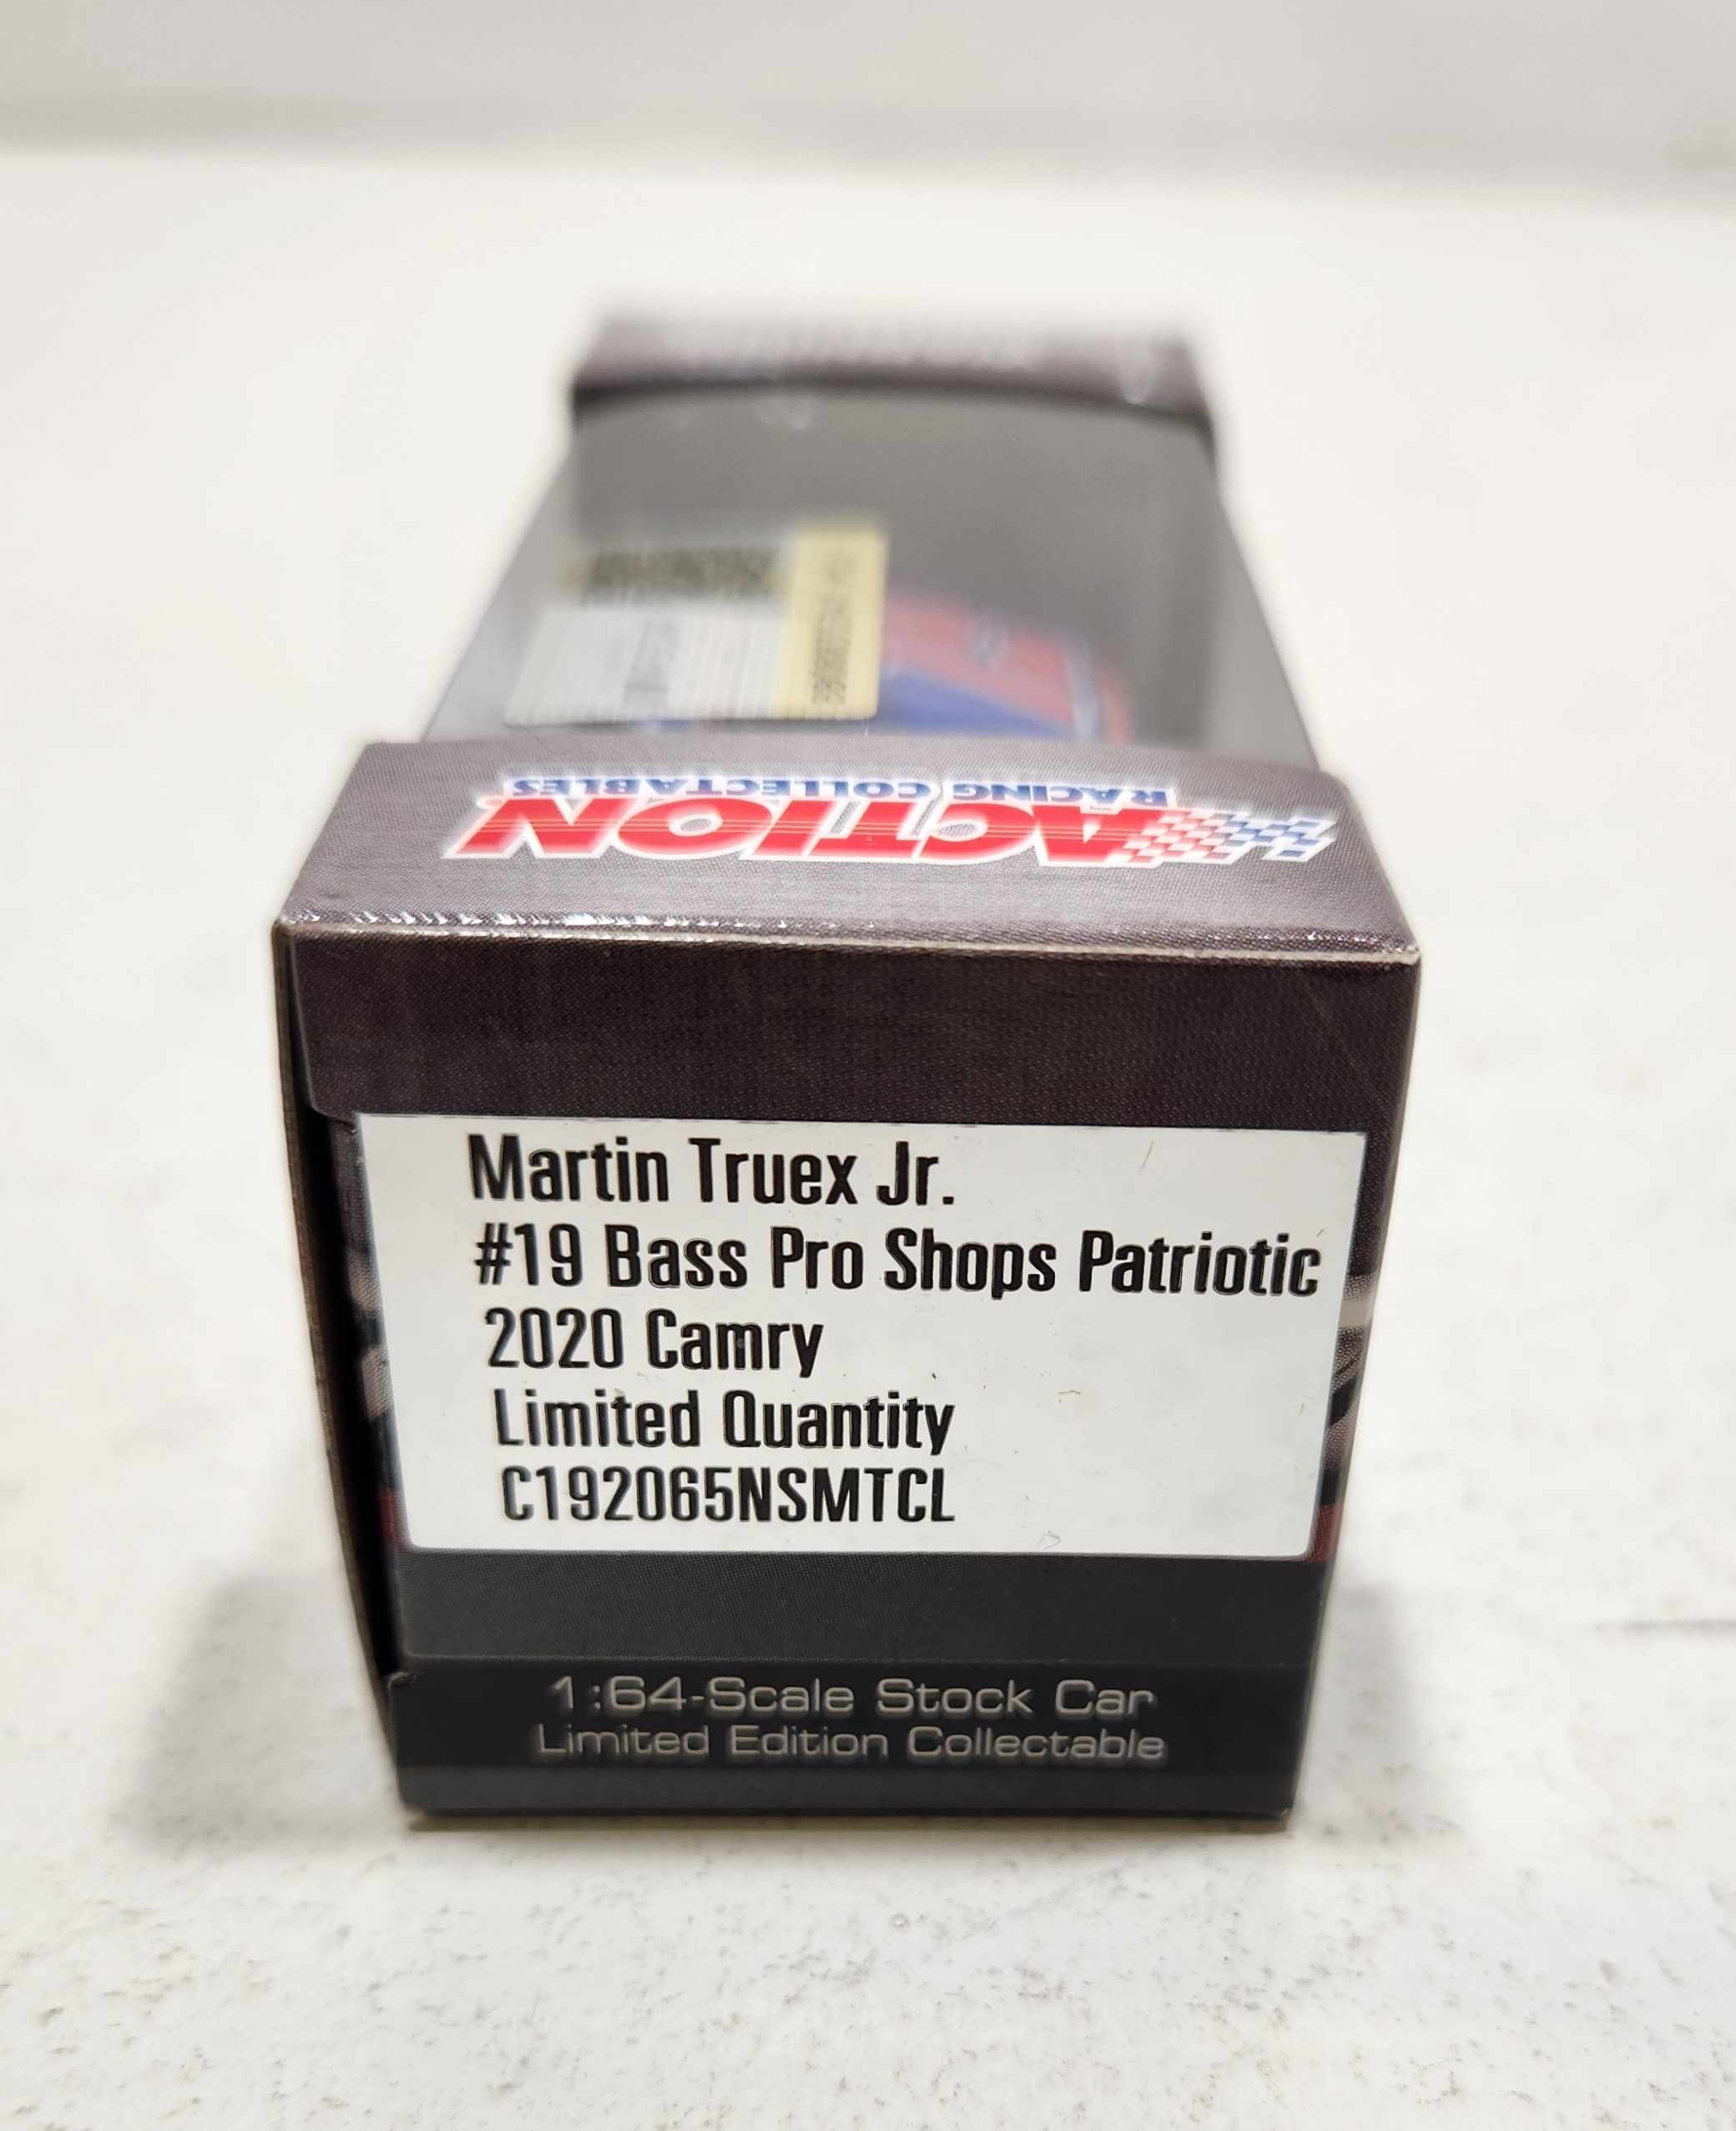 ACTION
RACING COLLECTABLES
Martin Truex Jr.
#19 Bass Pro Shops Patriotic
2020 Camry
Limited Quantity
C192065NSMTCL
1:64-Scale Stock Car
Limited Edition Collectable